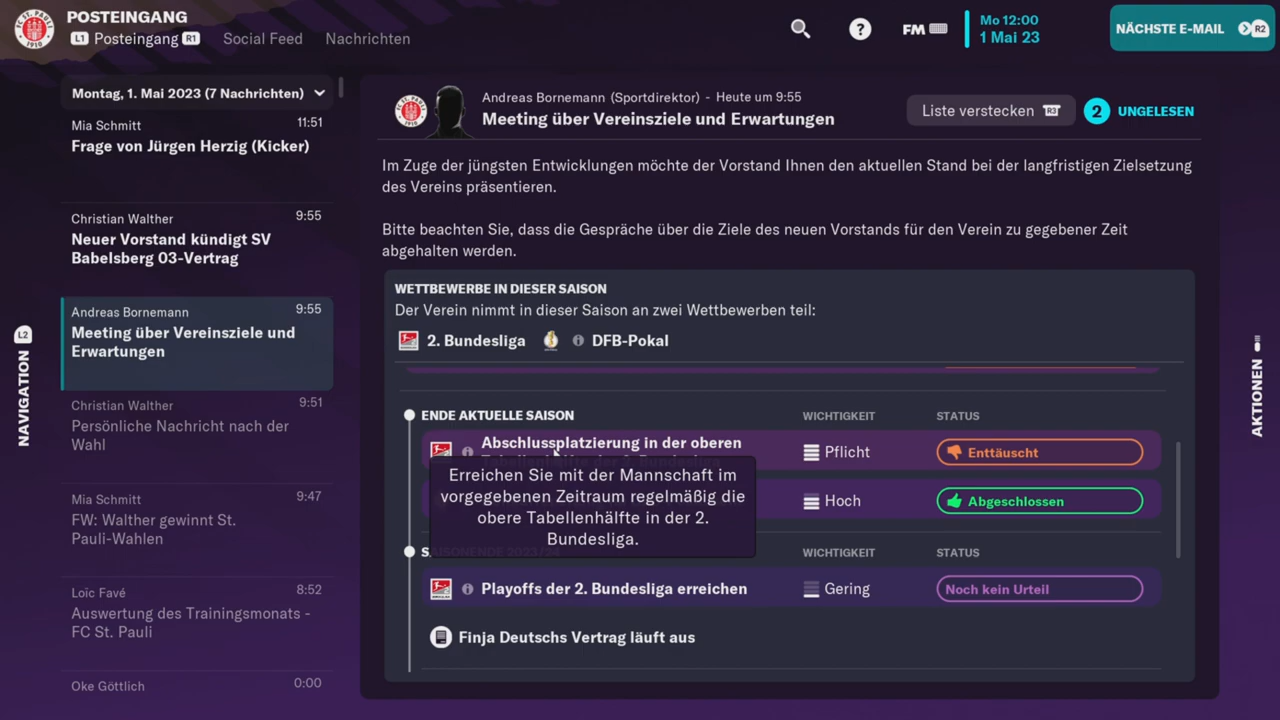 POSTEINGANG
L1 Posteingang R1 Social Feed Nachrichten
FM
Mo 12:00
1 Mai 23
NÄCHSTE E-MAIL R2
Montag, 1. Mai 2023 (7 Nachrichten)
Mia Schmitt 11:51
Frage von Jürgen Herzig (Kicker)
Christian Walther 9:55
Neuer Vorstand kündigt SV
Babelsberg 03-Vertrag
Andreas Bornemann 9:55
Meeting über Vereinsziele und
Erwartungen
Christian Walther 9:51
Persönliche Nachricht nach der
Wahl
Mia Schmitt 9:47
FW: Walther gewinnt St.
Pauli-Wahlen
Loïc Favé 8:52
Auswertung des Trainingsmonats -
FC St. Pauli
Oke Göttlich 0:00
NAVIGATION L2
Andreas Bornemann (Sportdirektor) - Heute um 9:55
Meeting über Vereinsziele und Erwartungen
Liste verstecken R3
2 UNGELESEN
Im Zuge der jüngsten Entwicklungen möchte der Vorstand Ihnen den aktuellen Stand bei der langfristigen Zielsetzung
des Vereins präsentieren.
Bitte beachten Sie, dass die Gespräche über die Ziele des neuen Vorstands für den Verein zu gegebener Zeit
abgehalten werden.
WETTBEWERBE IN DIESER SAISON
Der Verein nimmt in dieser Saison an zwei Wettbewerben teil:
2. Bundesliga DFB-Pokal
ENDE AKTUELLE SAISON WICHTIGKEIT STATUS
Abschlussplatzierung in der oberen
Pflicht Enttäuscht
Erreichen Sie mit der Mannschaft im
vorgegebenen Zeitraum regelmäßig die
obere Tabellenhälfte in der 2.
Bundesliga.
Hoch Abgeschlossen
SAISONENDE 2023/24 WICHTIGKEIT STATUS
Playoffs der 2. Bundesliga erreichen Gering Noch kein Urteil
Finja Deutschs Vertrag läuft aus
AKTIONEN